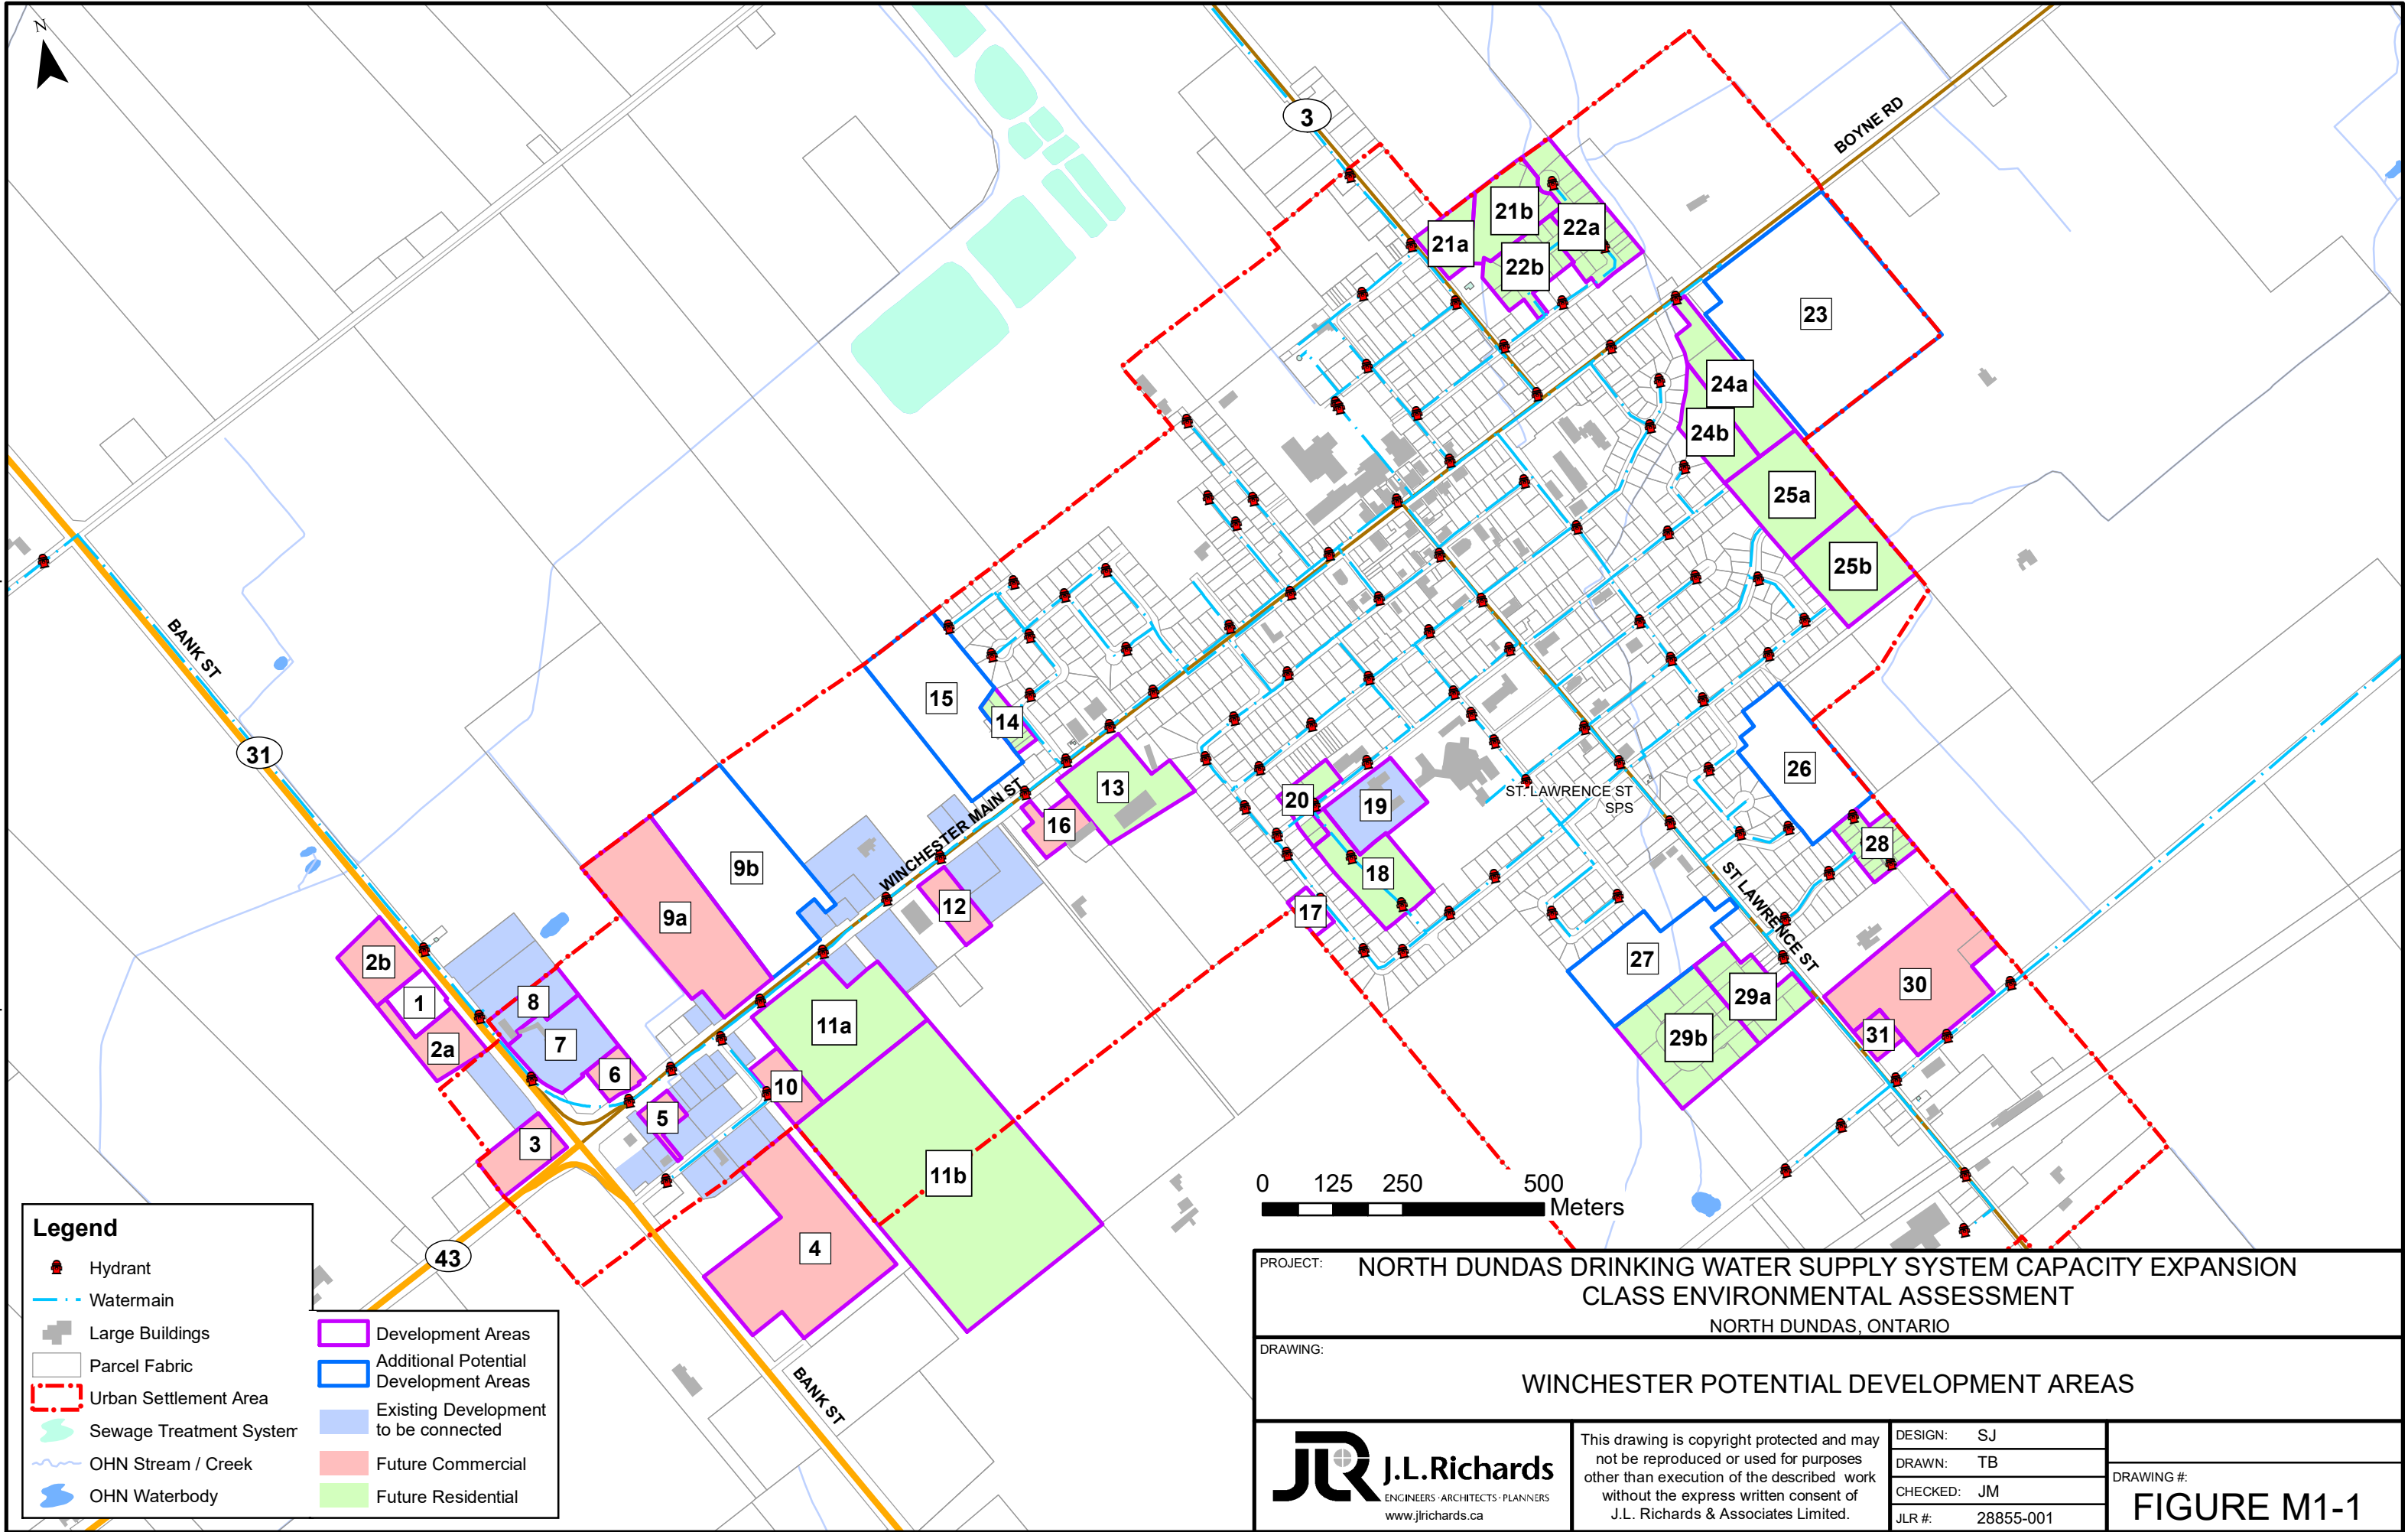 N
3
BOYNE RD
21b
22a
21a
22b
23
24a
24b
25a
25b
BANK ST
31
15
14
13
16
WINCHESTER MAIN ST
9b
9a
12
20
19
18
17
ST. LAWRENCE ST
SPS
26
28
ST LAWRENCE ST
27
29a
29b
30
31
2b
1
2a
8
7
6
5
3
10
11a
11b
4
43
BANK ST
0 125 250 500
Meters
Legend
Hydrant
Watermain
Large Buildings
Parcel Fabric
Urban Settlement Area
Sewage Treatment System
OHN Stream / Creek
OHN Waterbody
Development Areas
Additional Potential
Development Areas
Existing Development
to be connected
Future Commercial
Future Residential
PROJECT:
NORTH DUNDAS DRINKING WATER SUPPLY SYSTEM CAPACITY EXPANSION
CLASS ENVIRONMENTAL ASSESSMENT
NORTH DUNDAS, ONTARIO
DRAWING:
WINCHESTER POTENTIAL DEVELOPMENT AREAS
JLR J.L.Richards
ENGINEERS · ARCHITECTS · PLANNERS
www.jlrichards.ca
This drawing is copyright protected and may
not be reproduced or used for purposes
other than execution of the described work
without the express written consent of
J.L. Richards & Associates Limited.
DESIGN: SJ
DRAWN: TB
CHECKED: JM
JLR #: 28855-001
DRAWING #:
FIGURE M1-1